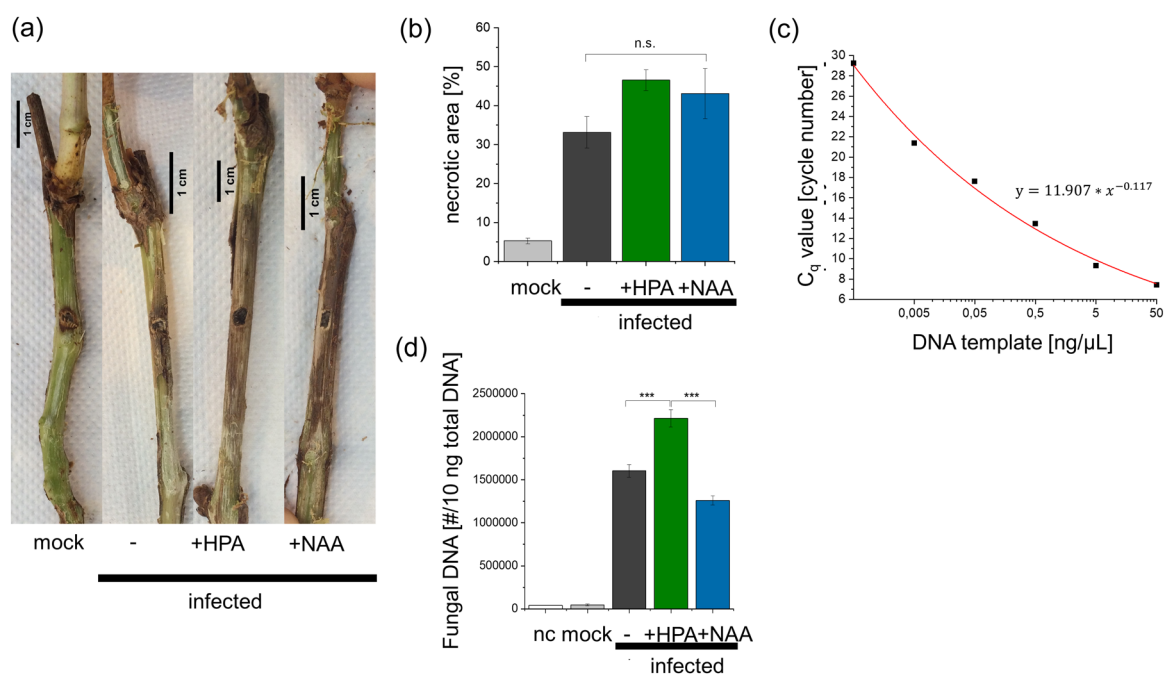 (a)
1 cm
1 cm
1 cm
1 cm
mock
-
+HPA
+NAA
infected
(b)
necrotic area [%]
60
50
40
30
20
10
0
n.s.
mock
-
+HPA
+NAA
infected
(c)
Cq value [cycle number]
30
28
26
24
22
20
18
16
14
12
10
8
6
y = 11.907 * x^−0.117
0,005
0,05
0,5
5
50
DNA template [ng/µL]
(d)
Fungal DNA [#/10 ng total DNA]
2500000
2000000
1500000
1000000
500000
0
***
***
nc
mock
-
+HPA
+NAA
infected